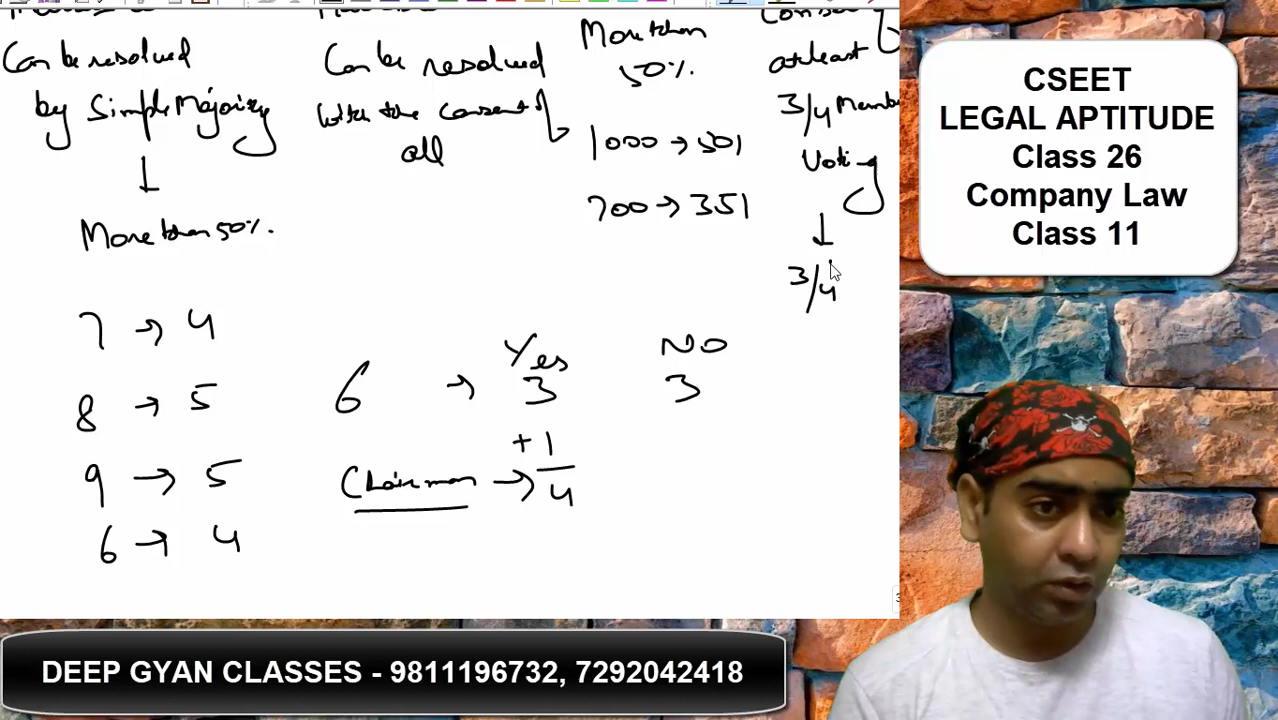 Can be resolved
by Simple Majority
More than 50%.
7 → 4
8 → 5
9 → 5
6 → 4
Can be resolved
with the consent of
all
6 → Yes 3 NO 3
+1
Chairman → 4
More than
50%.
1000 → 501
700 → 351
atleast
3/4 Membe
Voting
3/4
CSEET
LEGAL APTITUDE
Class 26
Company Law
Class 11
DEEP GYAN CLASSES - 9811196732, 7292042418